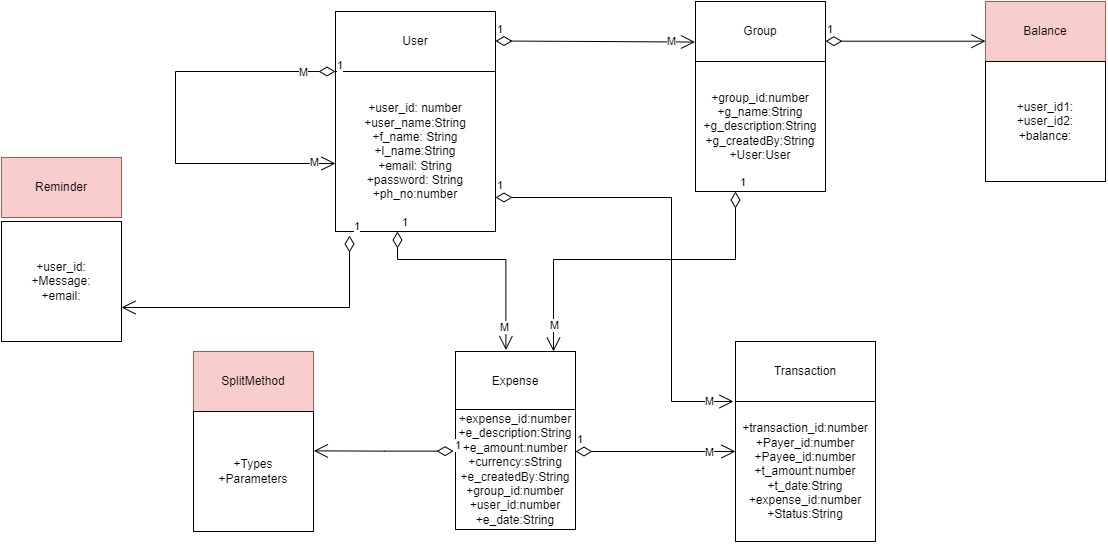 User
+user_id: number
+user_name:String
+f_name: String
+l_name:String
+email: String
+password: String
+ph_no:number
1
M
Group
+group_id:number
+g_name:String
+g_description:String
+g_createdBy:String
+User:User
1
Balance
+user_id1:
+user_id2:
+balance:
M
1
M
Reminder
+user_id:
+Message:
+email:
1
1
1
1
M
M
SplitMethod
+Types
+Parameters
Expense
+expense_id:number
+e_description:String
+e_amount:number
+currency:sString
+e_createdBy:String
+group_id:number
+user_id:number
+e_date:String
1
1
M
M
Transaction
+transaction_id:number
+Payer_id:number
+Payee_id:number
+t_amount:number
+t_date:String
+expense_id:number
+Status:String